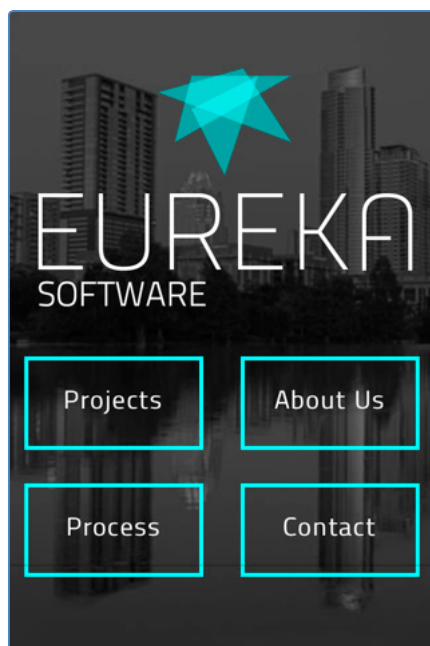 EUREKA
SOFTWARE
Projects
About Us
Process
Contact